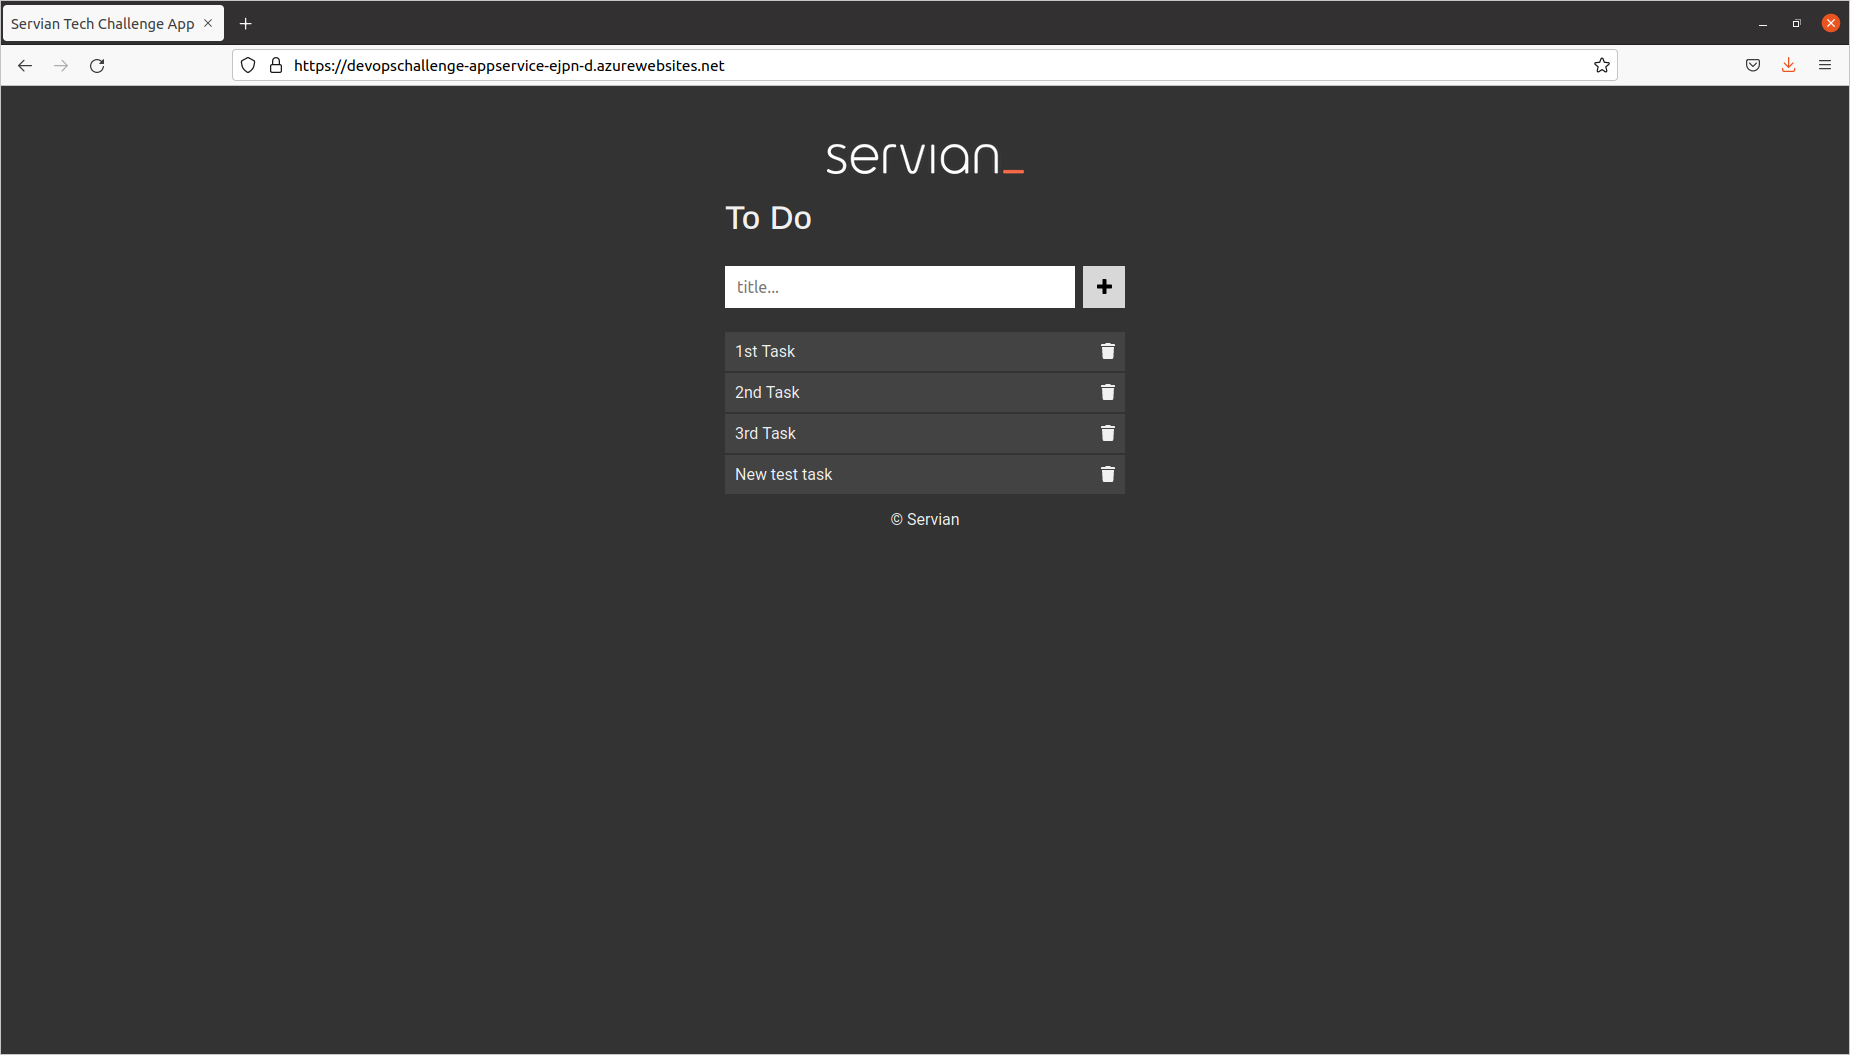 Servian Tech Challenge App
https://devopschallenge-appservice-ejpn-d.azurewebsites.net
servian_
To Do
title...
1st Task
2nd Task
3rd Task
New test task
© Servian